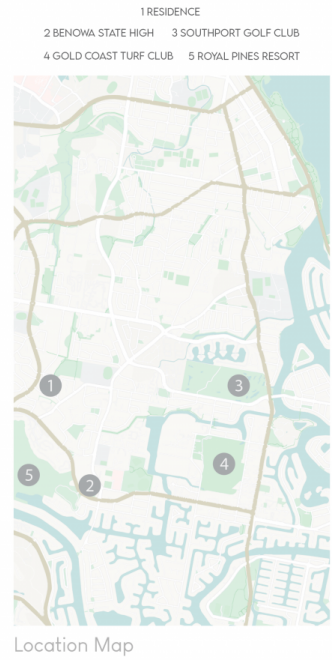 1 RESIDENCE
2 BENOWA STATE HIGH 3 SOUTHPORT GOLF CLUB
4 GOLD COAST TURF CLUB 5 ROYAL PINES RESORT
1
3
4
5
2
Location Map